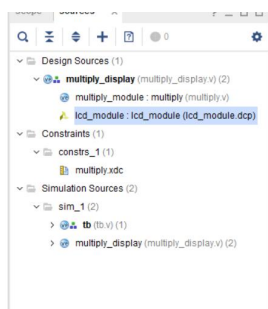 Scope Sources
0
Design Sources (1)
multiply_display (multiply_display.v) (2)
multiply_module : multiply (multiply.v)
lcd_module : lcd_module (lcd_module.dcp)
Constraints (1)
constrs_1 (1)
multiply.xdc
Simulation Sources (2)
sim_1 (2)
tb (tb.v) (1)
multiply_display (multiply_display.v) (2)